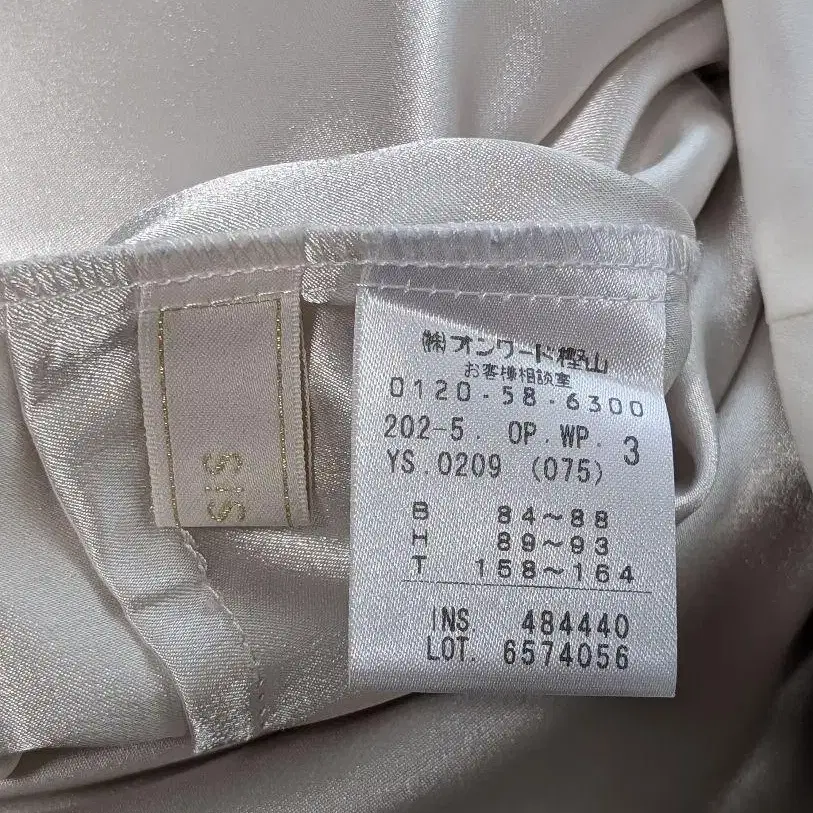 SiS
㈱オンワード樫山
お客様相談室
0120-58-6300
202-5. OP.WP. 3
YS.0209 (075)
B 84~88
H 89~93
T 158~164
INS 484440
LOT. 6574056